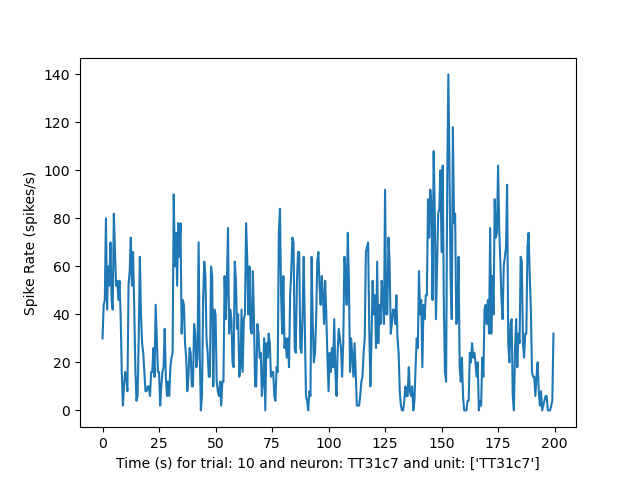 140
120
100
80
60
40
20
0
Spike Rate (spikes/s)
0 25 50 75 100 125 150 175 200
Time (s) for trial: 10 and neuron: TT31c7 and unit: ['TT31c7']